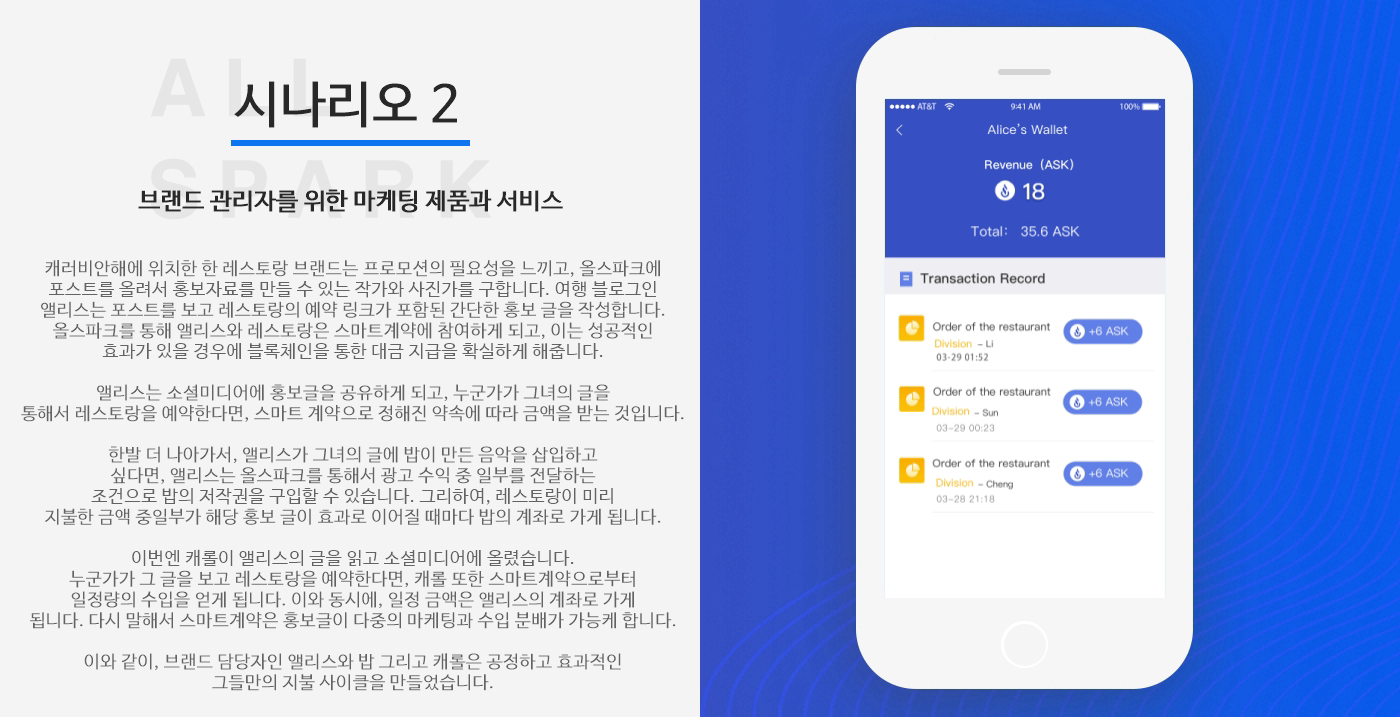 ALL
시나리오 2
SPARK
브랜드 관리자를 위한 마케팅 제품과 서비스
캐러비안해에 위치한 한 레스토랑 브랜드는 프로모션의 필요성을 느끼고, 올스파크에
포스트를 올려서 홍보자료를 만들 수 있는 작가와 사진가를 구합니다. 여행 블로그인
앨리스는 포스트를 보고 레스토랑의 예약 링크가 포함된 간단한 홍보 글을 작성합니다.
올스파크를 통해 앨리스와 레스토랑은 스마트계약에 참여하게 되고, 이는 성공적인
효과가 있을 경우에 블록체인을 통한 대금 지급을 확실하게 해줍니다.
앨리스는 소셜미디어에 홍보글을 공유하게 되고, 누군가가 그녀의 글을
통해서 레스토랑을 예약한다면, 스마트 계약으로 정해진 약속에 따라 금액을 받는 것입니다.
한발 더 나아가서, 앨리스가 그녀의 글에 밥이 만든 음악을 삽입하고
싶다면, 앨리스는 올스파크를 통해서 광고 수익 중 일부를 전달하는
조건으로 밥의 저작권을 구입할 수 있습니다. 그리하여, 레스토랑이 미리
지불한 금액 중일부가 해당 홍보 글이 효과로 이어질 때마다 밥의 계좌로 가게 됩니다.
이번엔 캐롤이 앨리스의 글을 읽고 소셜미디어에 올렸습니다.
누군가가 그 글을 보고 레스토랑을 예약한다면, 캐롤 또한 스마트계약으로부터
일정량의 수입을 얻게 됩니다. 이와 동시에, 일정 금액은 앨리스의 계좌로 가게
됩니다. 다시 말해서 스마트계약은 홍보글이 다중의 마케팅과 수입 분배가 가능케 합니다.
이와 같이, 브랜드 담당자인 앨리스와 밥 그리고 캐롤은 공정하고 효과적인
그들만의 지불 사이클을 만들었습니다.
AT&T 9:41 AM 100%
Alice's Wallet
Revenue (ASK)
18
Total: 35.6 ASK
Transaction Record
Order of the restaurant +6 ASK
Division - Li
03-29 01:52
Order of the restaurant +6 ASK
Division - Sun
03-29 00:23
Order of the restaurant +6 ASK
Division - Cheng
03-28 21:18